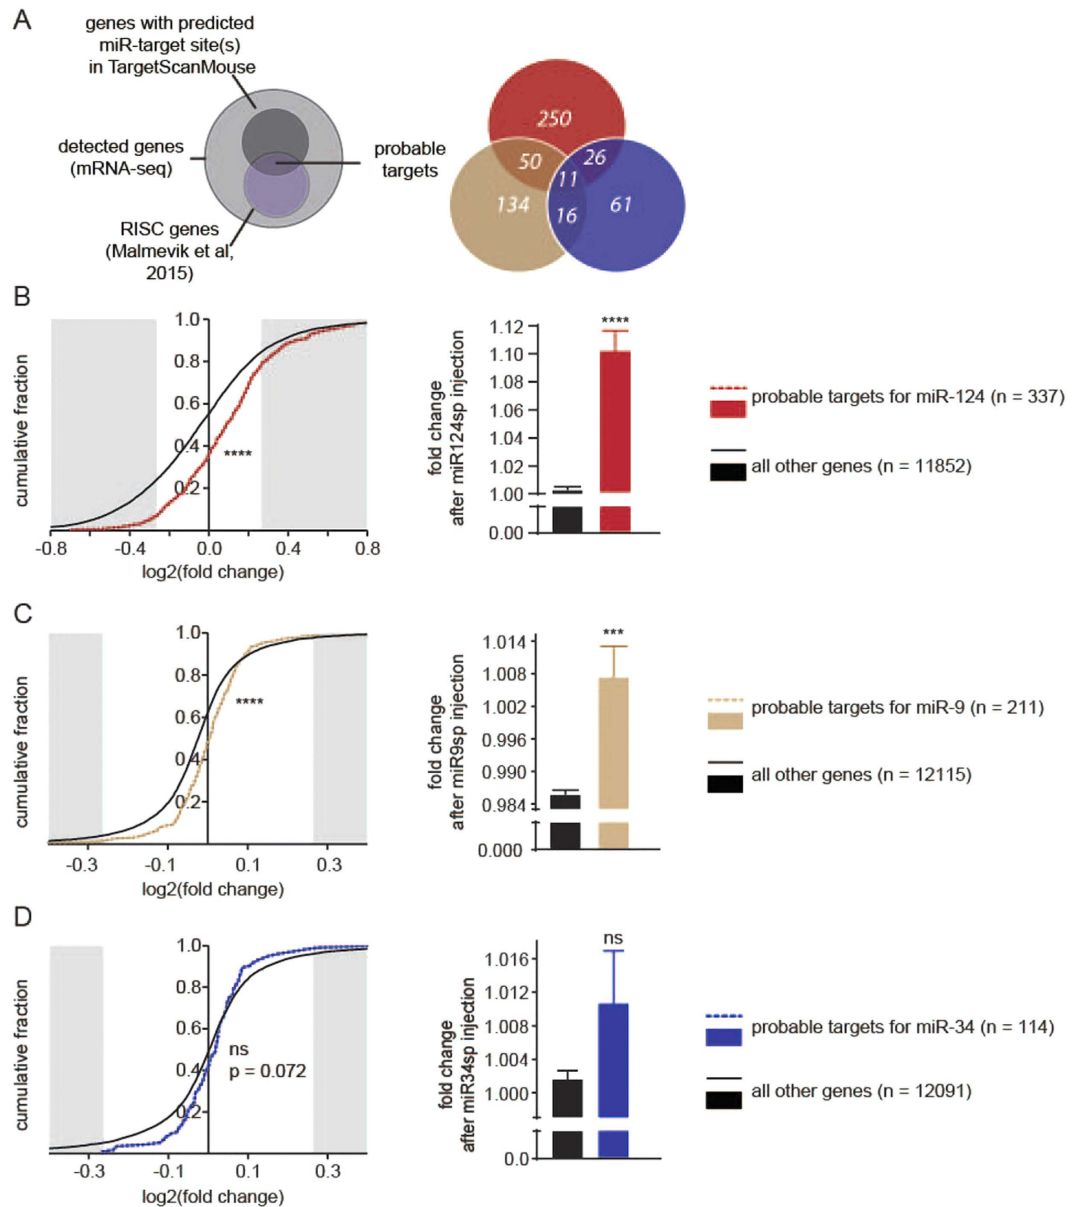 A
genes with predicted
miR-target site(s)
in TargetScanMouse
detected genes
(mRNA-seq)
probable
targets
RISC genes
(Malmevik et al,
2015)
250
50
26
11
134
16
61
B
cumulative fraction
1.0
0.8
0.6
0.4
0.2
****
-0.8
-0.4
0.0
0.4
0.8
log2(fold change)
fold change
after miR124sp injection
1.12
1.10
1.08
1.06
1.04
1.02
1.00
0.00
****
probable targets for miR-124 (n = 337)
all other genes (n = 11852)
C
cumulative fraction
1.0
0.8
0.6
0.4
0.2
****
-0.3
-0.1
0.1
0.3
log2(fold change)
fold change
after miR9sp injection
1.014
1.008
1.002
0.996
0.990
0.984
0.000
***
probable targets for miR-9 (n = 211)
all other genes (n = 12115)
D
cumulative fraction
1.0
0.8
0.6
0.4
0.2
ns
p = 0.072
-0.3
-0.1
0.1
0.3
log2(fold change)
fold change
after miR34sp injection
1.016
1.012
1.008
1.004
1.000
0.0
ns
probable targets for miR-34 (n = 114)
all other genes (n = 12091)